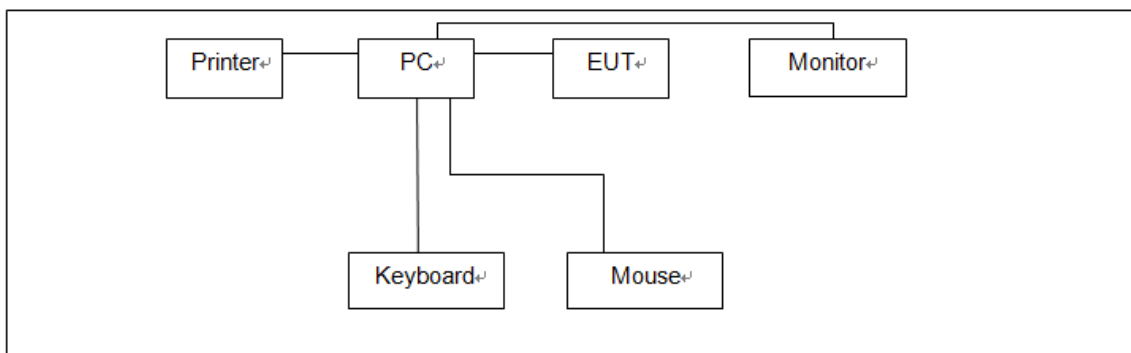 Printer
PC
EUT
Monitor
Keyboard
Mouse